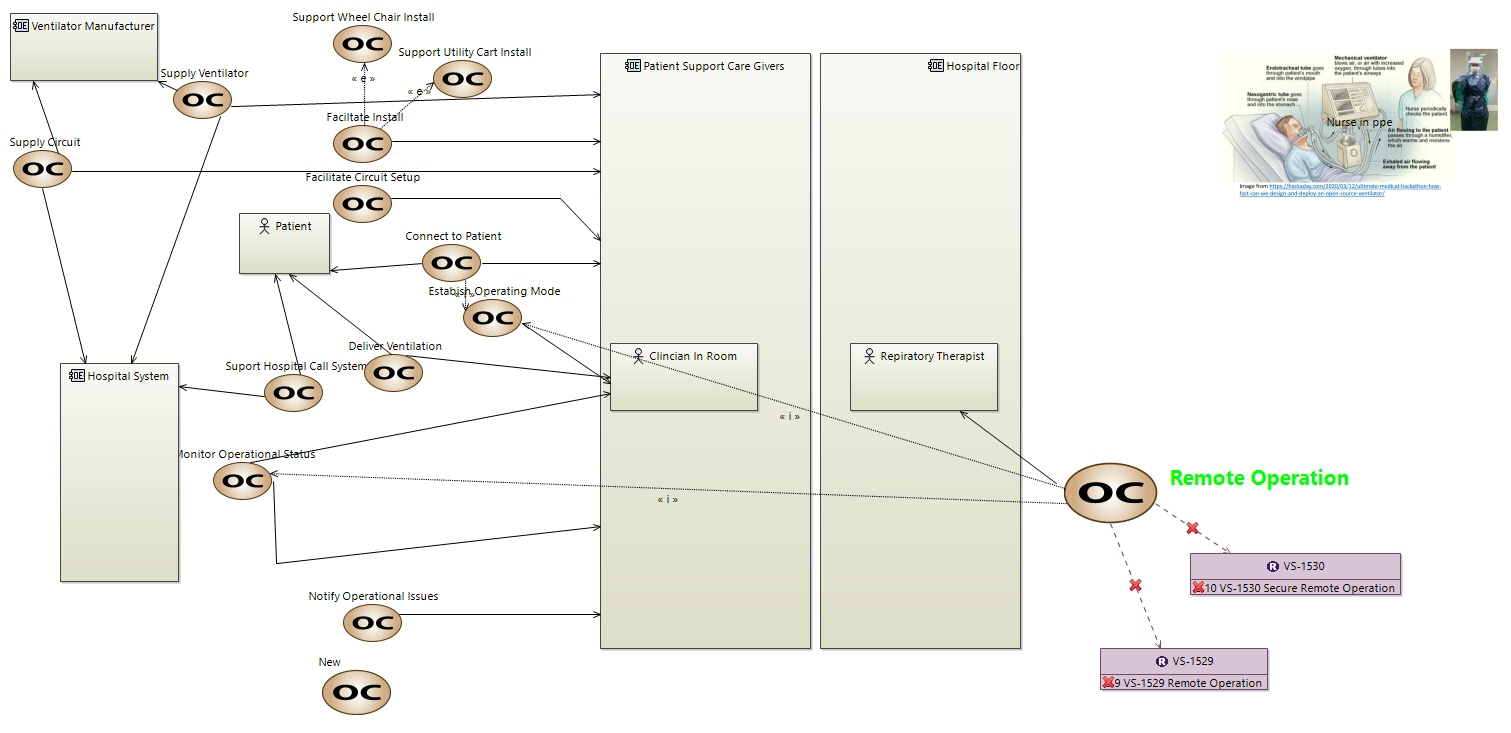 Support Wheel Chair Install
OE Ventilator Manufacturer
OC
Support Utility Cart Install
OC
« e »
« e »
Supply Ventilator
OC
Faciltate Install
OC
Supply Circuit
OC
Facilitate Circuit Setup
OC
Patient
Connect to Patient
OC
Establish Operating Mode
OC
Deliver Ventilation
OC
Suport Hospital Call System
OC
OE Hospital System
Monitor Operational Status
OC
Notify Operational Issues
OC
New
OC
OE Patient Support Care Givers
Clincian In Room
« i »
« i »
OE Hospital Floor
Repiratory Therapist
OC
Remote Operation
R VS-1530
10 VS-1530 Secure Remote Operation
R VS-1529
9 VS-1529 Remote Operation
Mechanical ventilator
blows air, or air with increased
oxygen, through tubes into
the patient's airways
Endotracheal tube goes
through patient's mouth
and into the windpipe
Nasogastric tube goes
through patient's nose
and into the stomach
Nurse periodically
checks the patient
Nurse in ppe
Air flowing to the patient
passes through a humidifier,
which warms and moistens
the air
Exhaled air flowing
away from the patient
Image from https://hackaday.com/2020/03/12/ultimate-medical-hackathon-how-
fast-can-we-design-and-deploy-an-open-source-ventilator/